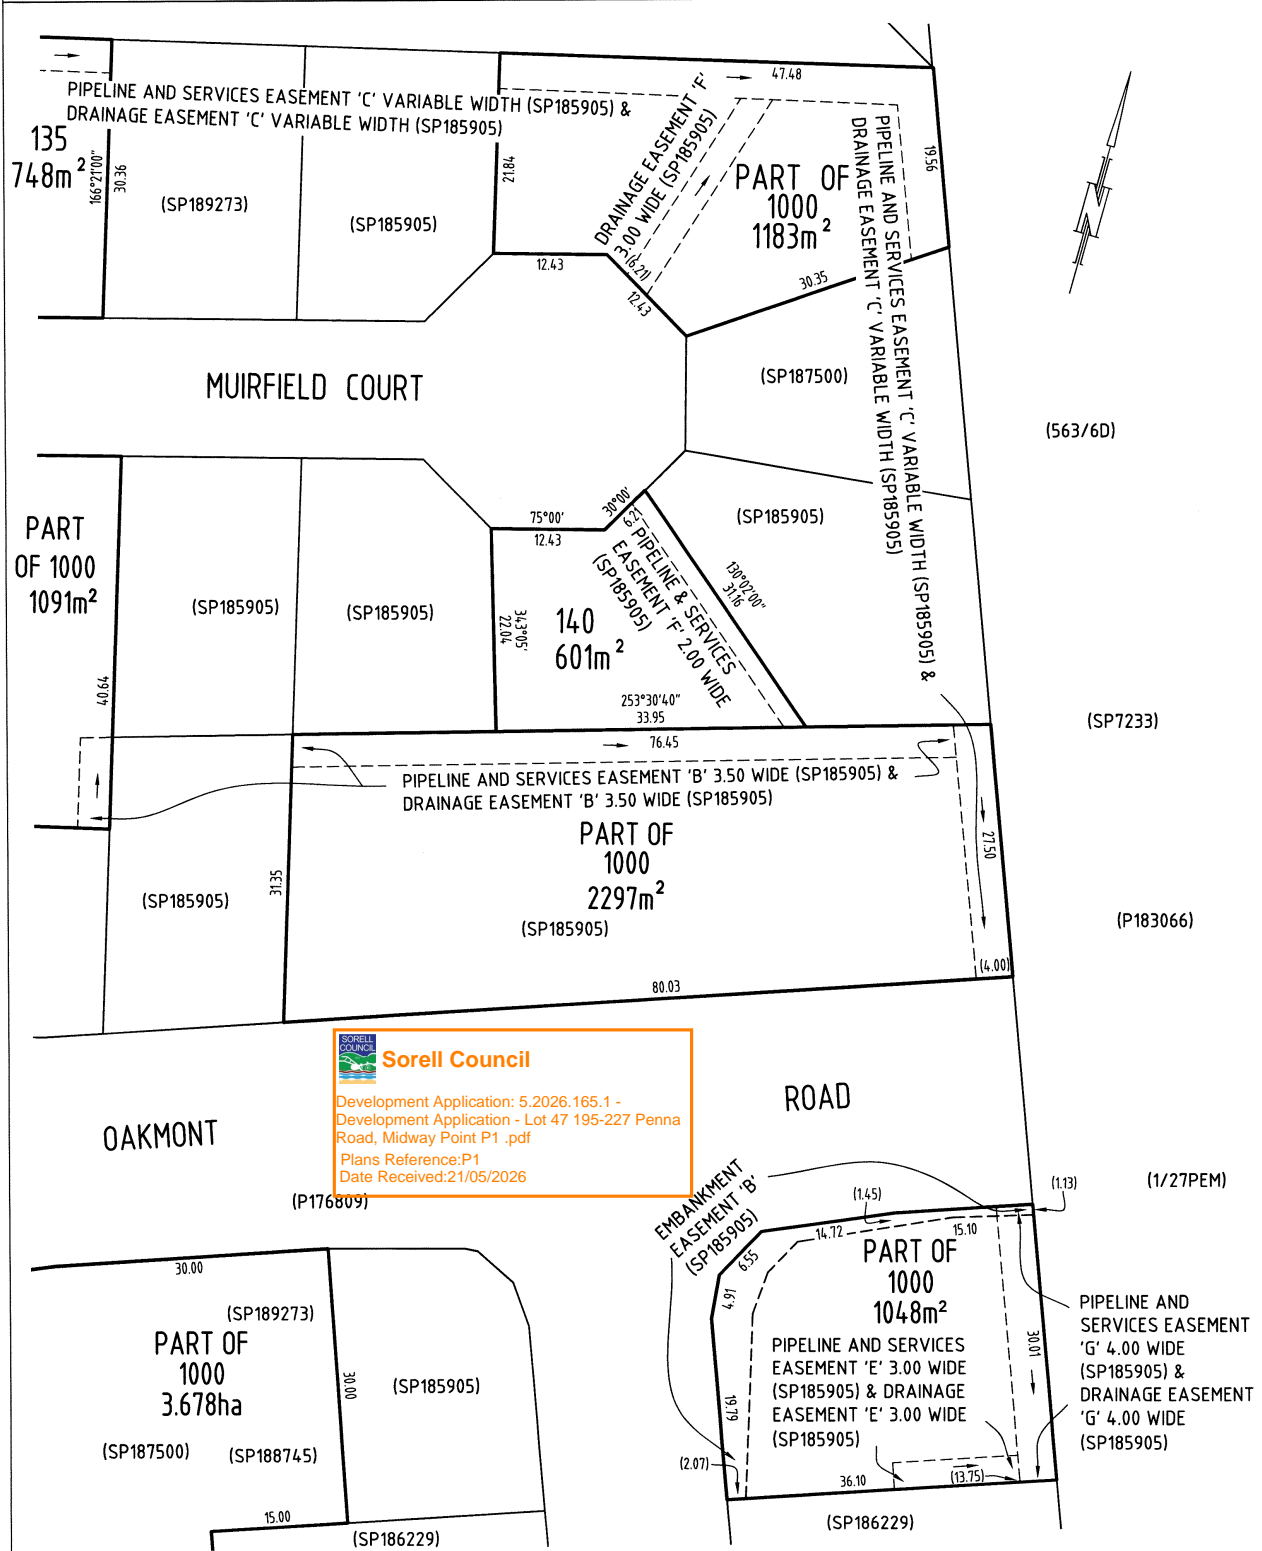 47.48
PIPELINE AND SERVICES EASEMENT 'C' VARIABLE WIDTH (SP185905) &
DRAINAGE EASEMENT 'C' VARIABLE WIDTH (SP185905)
135
748m²
166°21'00"
30.36
(SP189273)
(SP185905)
21.84
DRAINAGE EASEMENT 'F'
3.00 WIDE (SP185905)
PART OF
1000
1183m²
19.56
PIPELINE AND SERVICES EASEMENT 'C' VARIABLE WIDTH (SP185905) &
DRAINAGE EASEMENT 'C' VARIABLE WIDTH (SP185905)
12.43
(6.21)
12.43
30.35
MUIRFIELD COURT
(SP187500)
(563/6D)
PART
OF 1000
1091m²
40.64
(SP185905)
(SP185905)
75°00'
12.43
30°00'
6.21
(SP185905)
PIPELINE & SERVICES
EASEMENT 'F' 2.00 WIDE
(SP185905)
130°02'00"
31.16
343°05'
22.04
140
601m²
253°30'40"
33.95
(SP7233)
76.45
PIPELINE AND SERVICES EASEMENT 'B' 3.50 WIDE (SP185905) &
DRAINAGE EASEMENT 'B' 3.50 WIDE (SP185905)
PART OF
1000
2297m²
(SP185905)
27.50
31.35
(SP185905)
(P183066)
(4.00)
80.03
SORELL
COUNCIL
Sorell Council
Development Application: 5.2026.165.1 -
Development Application - Lot 47 195-227 Penna
Road, Midway Point P1 .pdf
Plans Reference:P1
Date Received:21/05/2026
OAKMONT
ROAD
(P176809)
EMBANKMENT
EASEMENT 'B'
(SP185905)
(1.45)
(1.13)
(1/27PEM)
14.72
15.10
6.55
4.91
PART OF
1000
1048m²
30.00
(SP189273)
PART OF
1000
3.678ha
30.00
(SP185905)
(SP187500)
(SP188745)
15.00
(SP186229)
19.79
PIPELINE AND SERVICES
EASEMENT 'E' 3.00 WIDE
(SP185905) & DRAINAGE
EASEMENT 'E' 3.00 WIDE
(SP185905)
30.01
PIPELINE AND
SERVICES EASEMENT
'G' 4.00 WIDE
(SP185905) &
DRAINAGE EASEMENT
'G' 4.00 WIDE
(SP185905)
(2.07)
36.10
(13.75)
(SP186229)